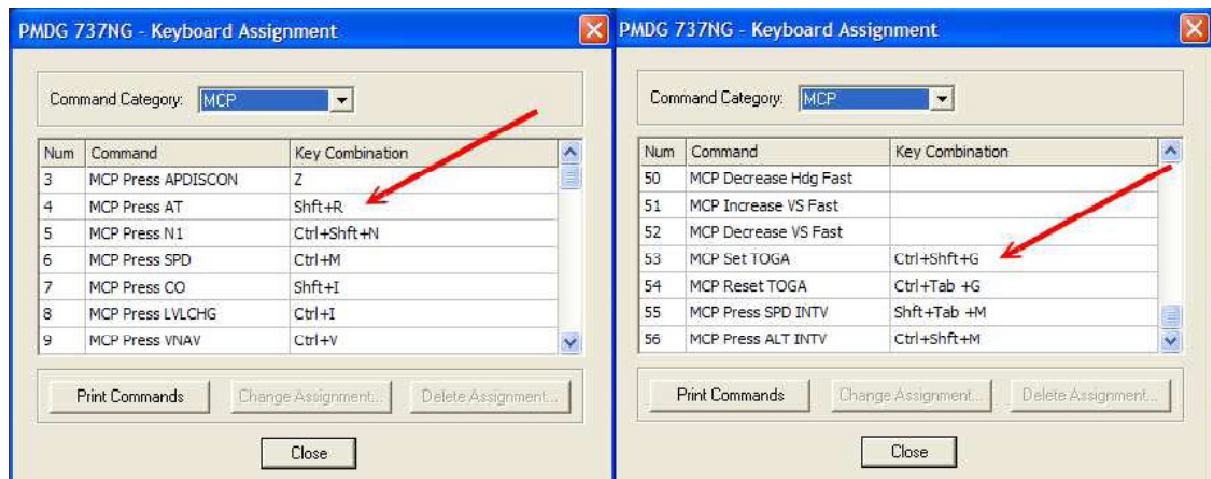 PMDG 737NG - Keyboard Assignment
Command Category: MCP
Num Command Key Combination
3 MCP Press APDISCON Z
4 MCP Press AT Shft+R
5 MCP Press N1 Ctrl+Shft+N
6 MCP Press SPD Ctrl+M
7 MCP Press CO Shft+I
8 MCP Press LVLCHG Ctrl+I
9 MCP Press VNAV Ctrl+V
Print Commands Change Assignment... Delete Assignment...
Close
PMDG 737NG - Keyboard Assignment
Command Category: MCP
Num Command Key Combination
50 MCP Decrease Hdg Fast
51 MCP Increase VS Fast
52 MCP Decrease VS Fast
53 MCP Set TOGA Ctrl+Shft+G
54 MCP Reset TOGA Ctrl+Tab +G
55 MCP Press SPD INTV Shft+Tab +M
56 MCP Press ALT INTV Ctrl+Shft+M
Print Commands Change Assignment... Delete Assignment...
Close